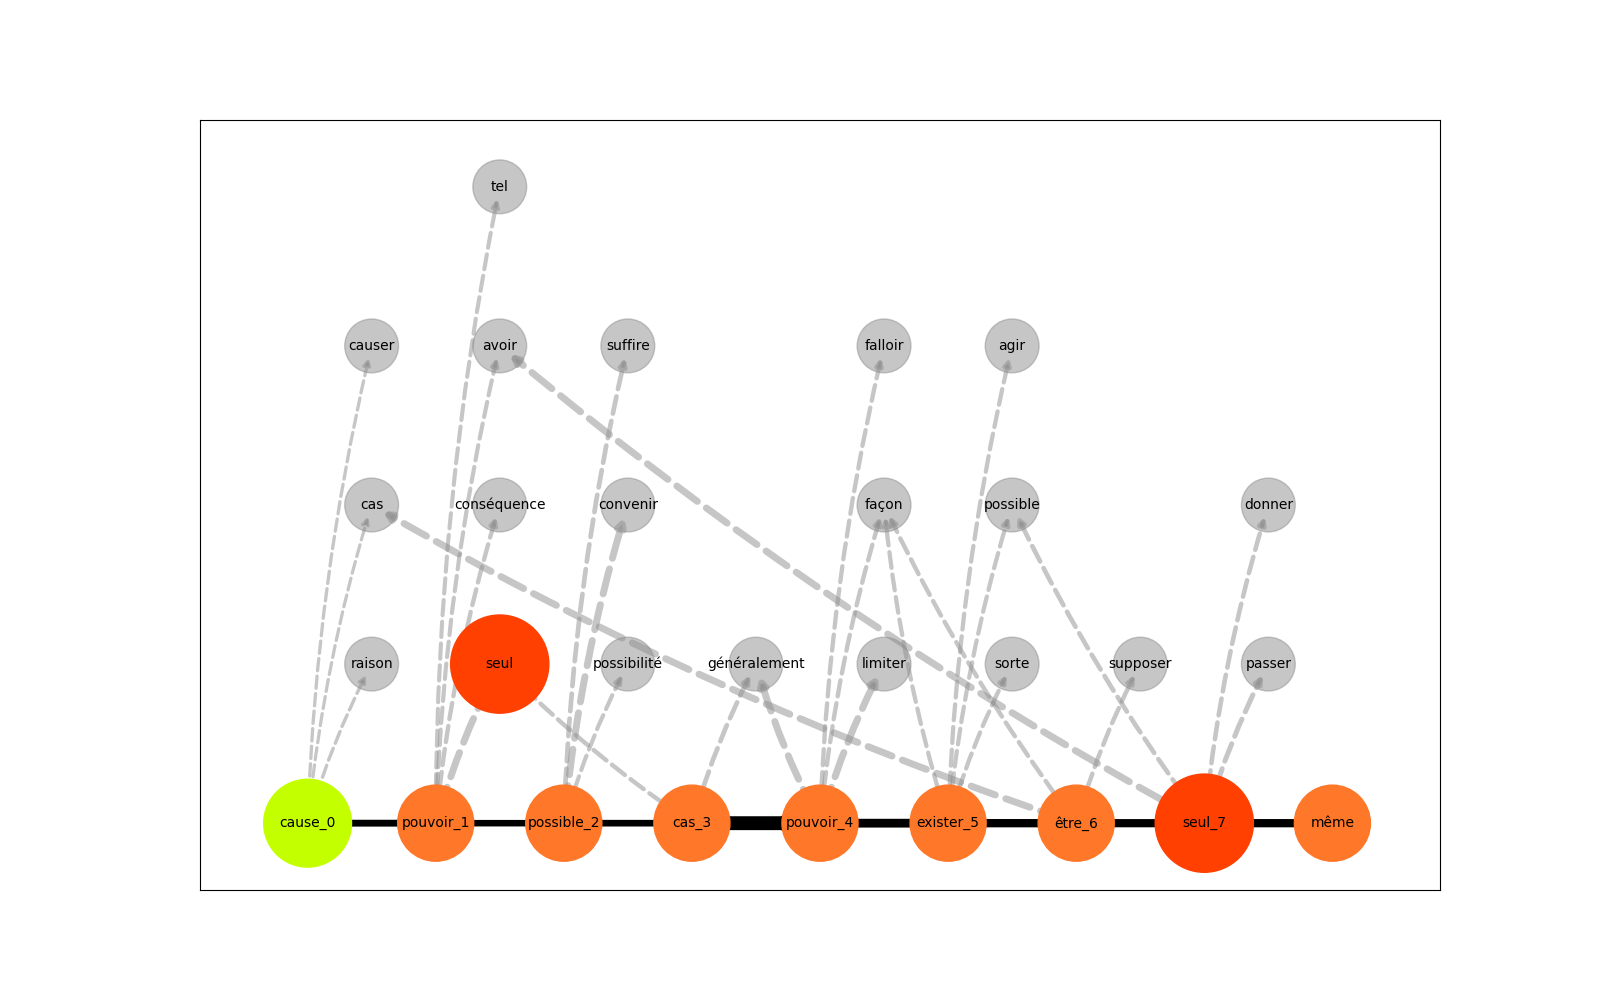 tel
causer avoir suffire falloir agir
cas conséquence convenir façon possible donner
raison seul possibilité généralement limiter sorte supposer passer
cause_0 pouvoir_1 possible_2 cas_3 pouvoir_4 exister_5 être_6 seul_7 même